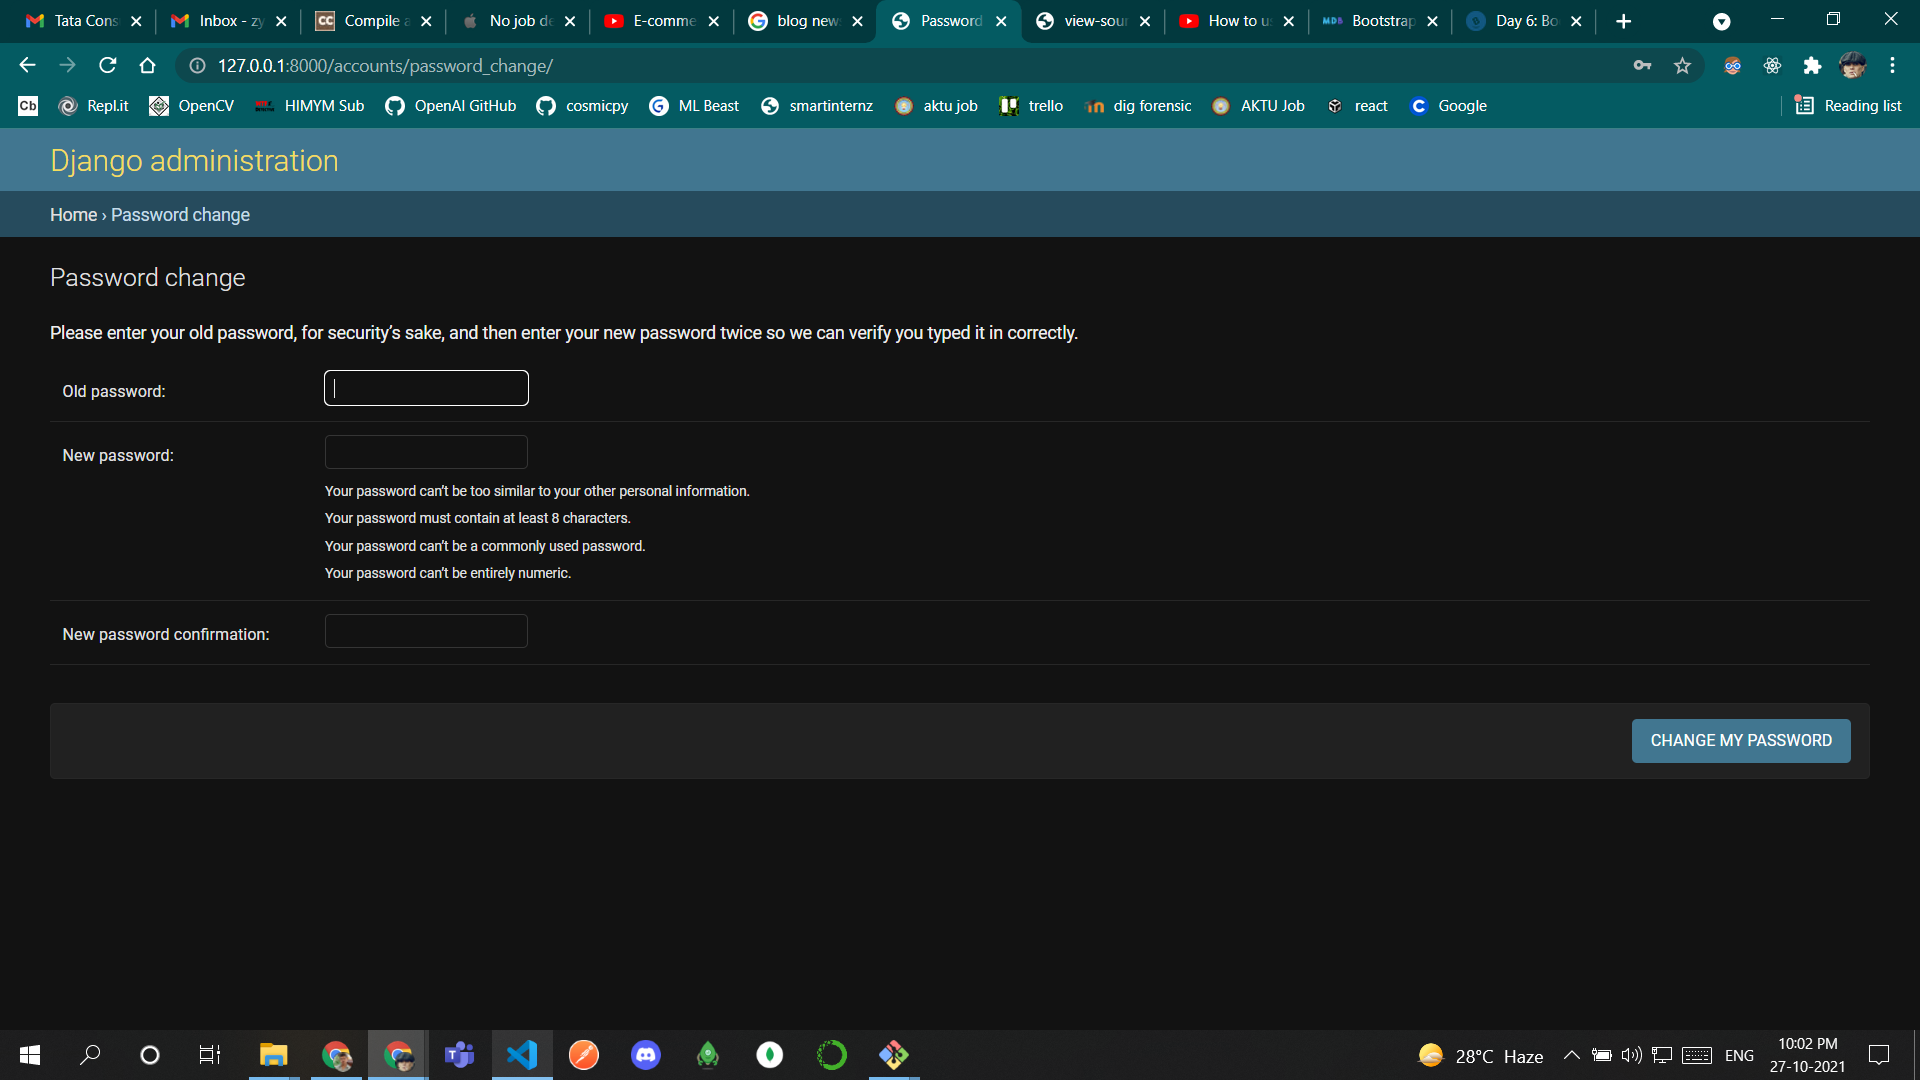 Tata Cons
Inbox - zy
Compile a
No job de
E-comme
blog new
Password
view-sour
How to u
Bootstrap
Day 6: Bo
127.0.0.1:8000/accounts/password_change/
Cb
Repl.it
OpenCV
HIMYM Sub
OpenAI GitHub
cosmicpy
ML Beast
smartinternz
aktu job
trello
dig forensic
AKTU Job
react
Google
Reading list
Django administration
Home › Password change
Password change
Please enter your old password, for security’s sake, and then enter your new password twice so we can verify you typed it in correctly.
Old password:
New password:
Your password can’t be too similar to your other personal information.
Your password must contain at least 8 characters.
Your password can’t be a commonly used password.
Your password can’t be entirely numeric.
New password confirmation:
CHANGE MY PASSWORD
28°C Haze
ENG
10:02 PM
27-10-2021